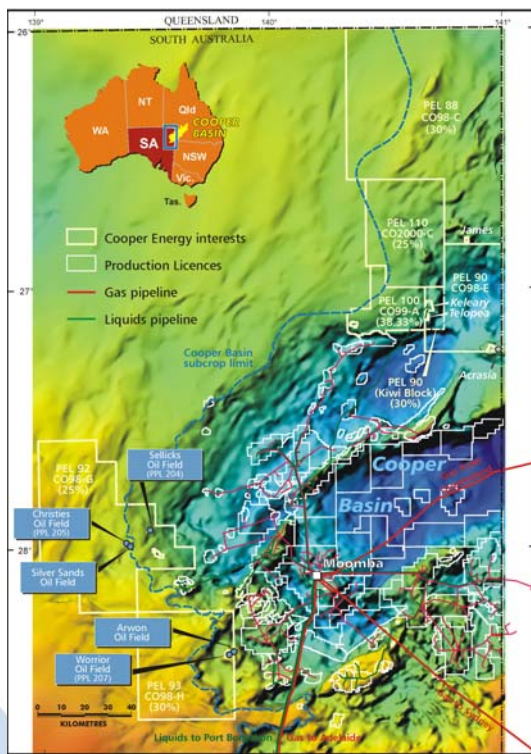 QUEENSLAND
SOUTH AUSTRALIA
26°
139°
140°
141°
NT
Qld
WA
SA
NSW
Vic.
Tas.
COOPER
BASIN
Cooper Energy interests
Production Licences
Gas pipeline
Liquids pipeline
PEL 88
CO98-C
(30%)
PEL 110
CO2000-C
(25%)
James
27°
27°
PEL 90
CO98-E
Keleary
Telopea
PEL 100
CO99-A
(38.33%)
Cooper Basin
subcrop limit
PEL 90
(Kiwi Block)
(30%)
Acrasia
PEL 92
CO98-G
(25%)
Sellicks
Oil Field
(PPL 204)
Cooper
Basin
Christies
Oil Field
(PPL 205)
Silver Sands
Oil Field
28°
28°
Moomba
Arwon
Oil Field
Worrior
Oil Field
(PPL 207)
PEL 93
CO98-H
(30%)
0 10 20 30 40
KILOMETRES
139°
140°
141°
Gas to Adelaide